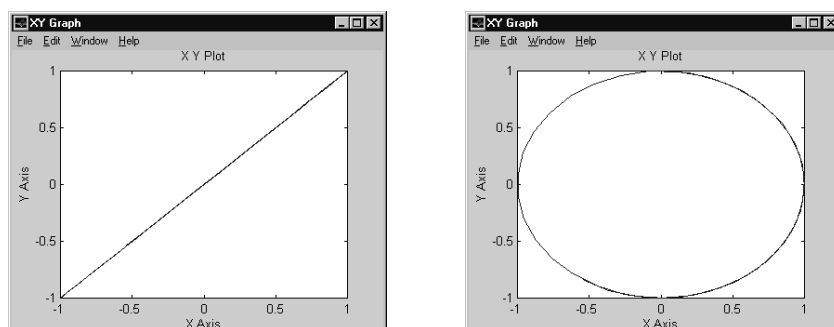 XY Graph
File Edit Window Help
X Y Plot
1
0.5
0
-0.5
-1
Y Axis
-1 -0.5 0 0.5 1
X Axis
XY Graph
File Edit Window Help
X Y Plot
1
0.5
0
-0.5
-1
Y Axis
-1 -0.5 0 0.5 1
X Axis